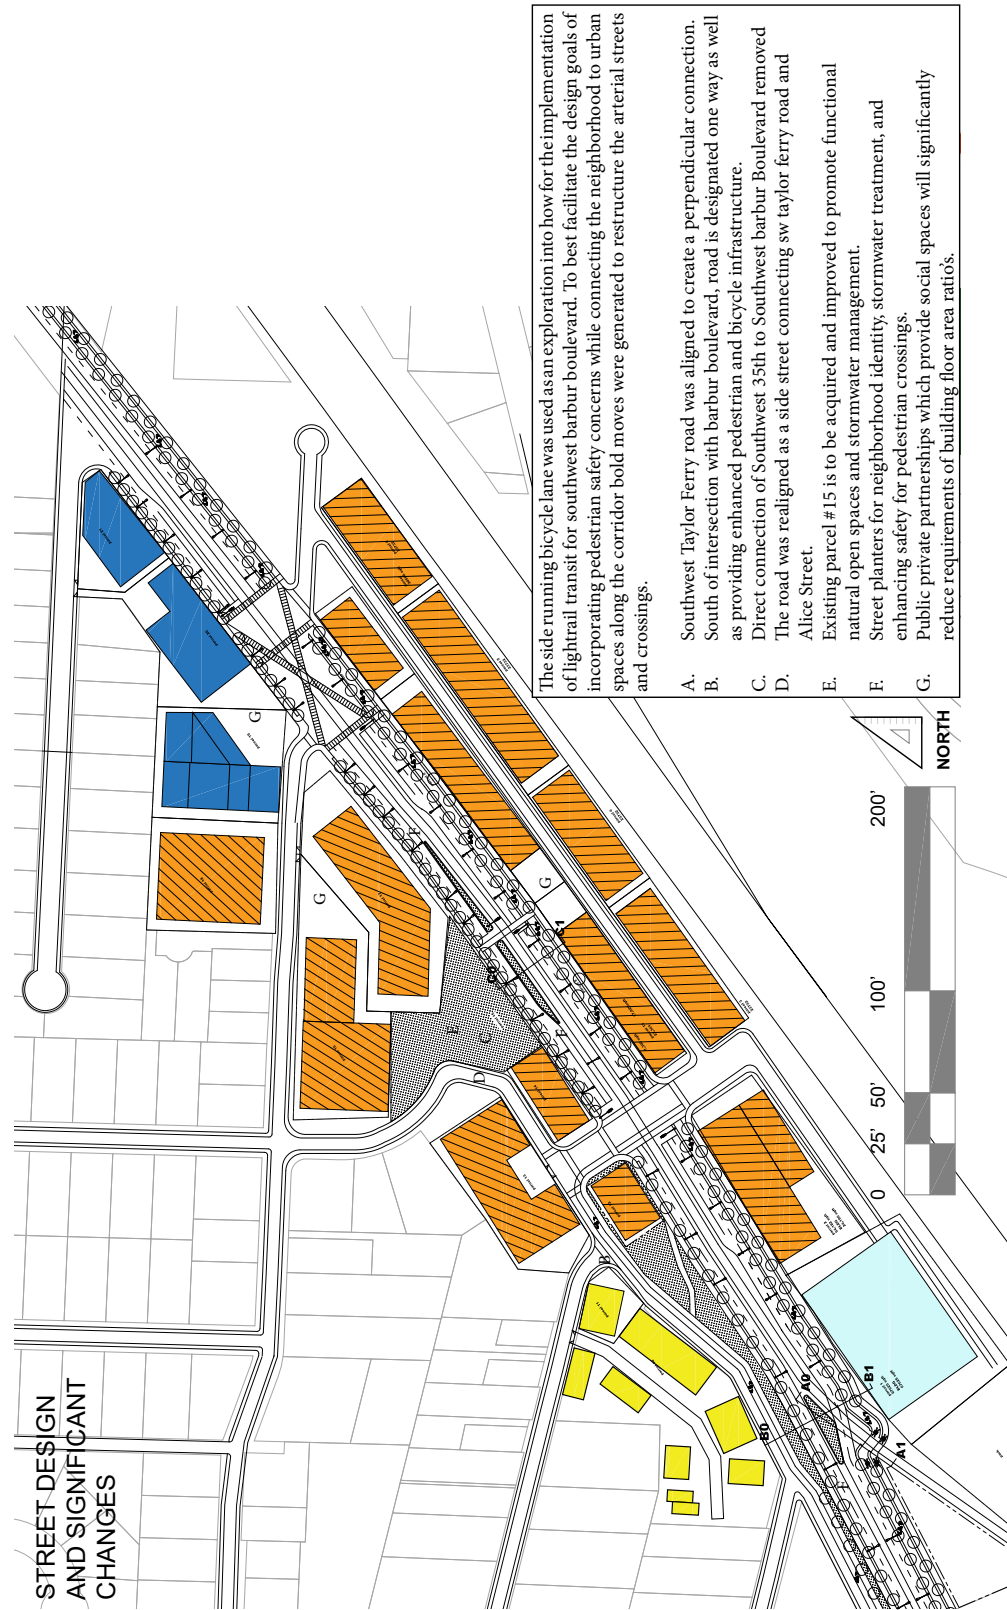 STREET DESIGN
AND SIGNIFICANT
CHANGES
The side running bicycle lane was used as an exploration into how for the implementation
of lightrail transit for southwest barbur boulevard. To best facilitate the design goals of
incorporating pedestrian safety concerns while connecting the neighborhood to urban
spaces along the corridor bold moves were generated to restructure the arterial streets
and crossings.
A. Southwest Taylor Ferry road was aligned to create a perpendicular connection.
B. South of intersection with barbur boulevard, road is designated one way as well
as providing enhanced pedestrian and bicycle infrastructure.
C. Direct connection of Southwest 35th to Southwest barbur Boulevard removed
D. The road was realigned as a side street connecting sw taylor ferry road and
Alice Street.
E. Existing parcel #15 is to be acquired and improved to promote functional
natural open spaces and stormwater management.
F. Street planters for neighborhood identity, stormwater treatment, and
enhancing safety for pedestrian crossings.
G. Public private partnerships which provide social spaces will significantly
reduce requirements of building floor area ratio's.
0 25' 50' 100' 200'
NORTH
G
G
G
F
E
C
D
F
B
F
C0
C1
B0
B1
A0
A1